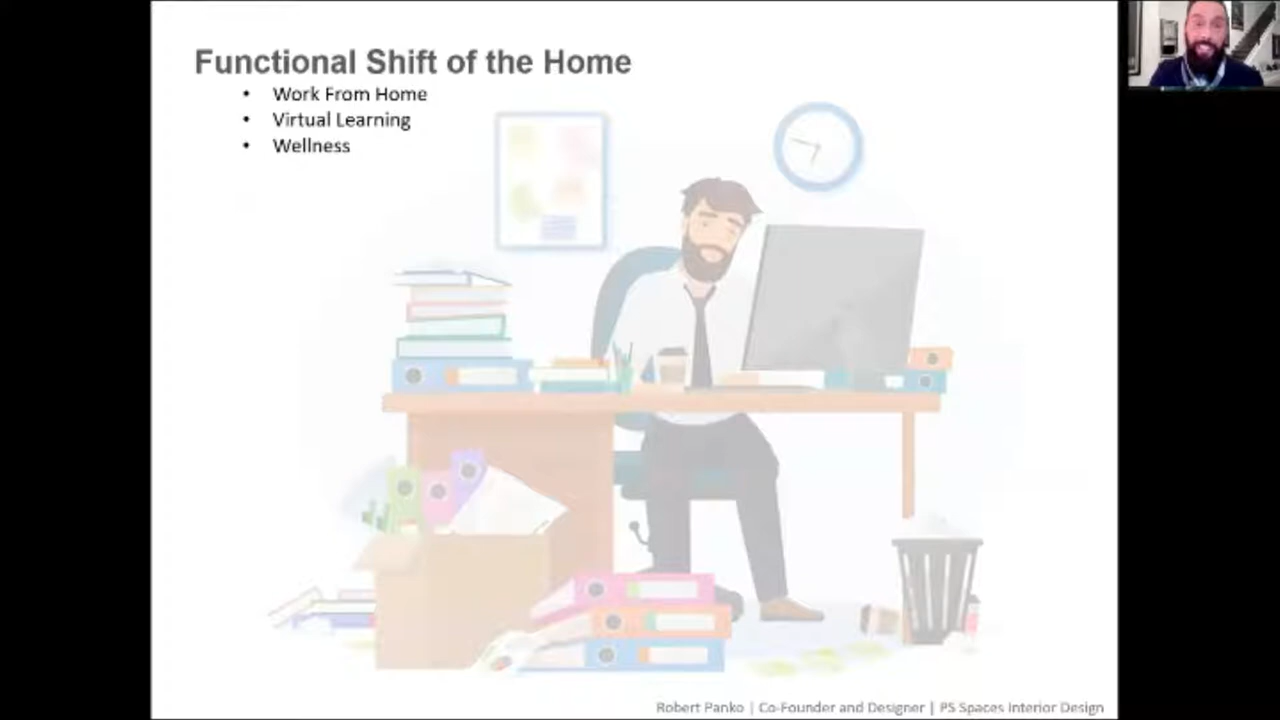 Functional Shift of the Home
• Work From Home
• Virtual Learning
• Wellness
Robert Panko | Co-Founder and Designer | PS Spaces Interior Design